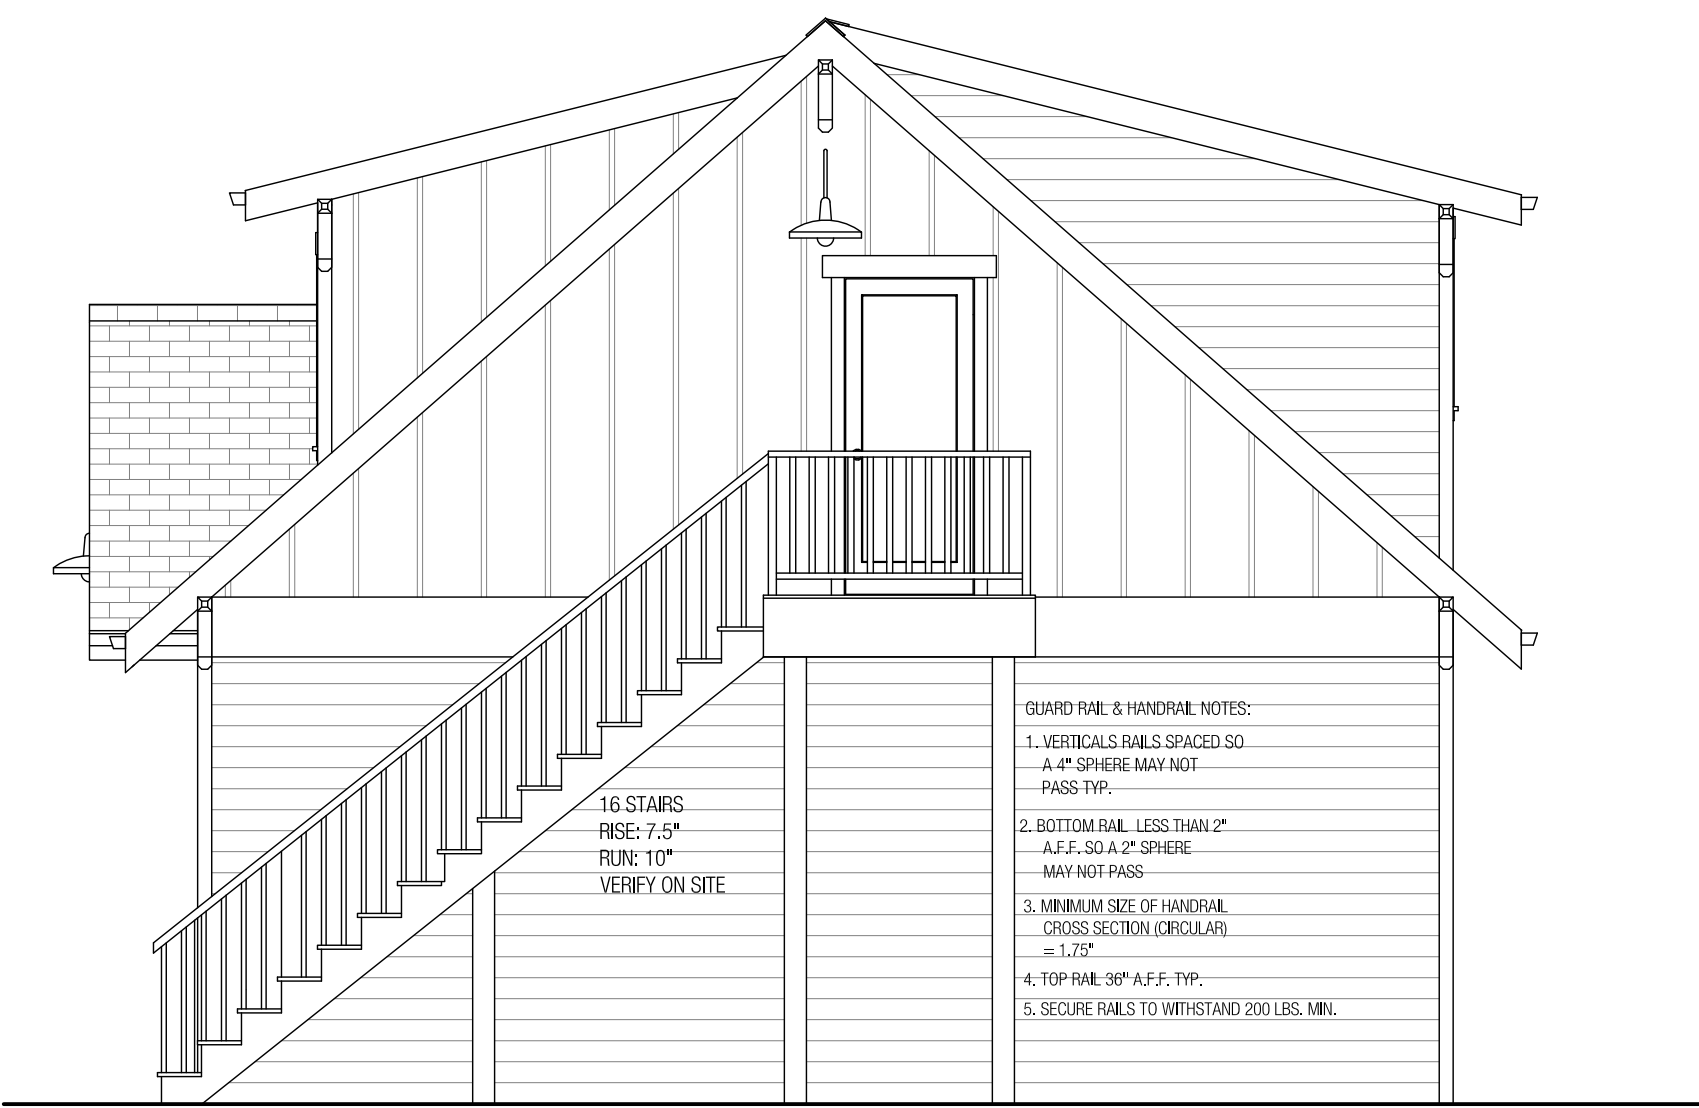 16 STAIRS
RISE: 7.5"
RUN: 10"
VERIFY ON SITE
GUARD RAIL & HANDRAIL NOTES:
1. VERTICALS RAILS SPACED SO
A 4" SPHERE MAY NOT
PASS TYP.
2. BOTTOM RAIL LESS THAN 2"
A.F.F. SO A 2" SPHERE
MAY NOT PASS
3. MINIMUM SIZE OF HANDRAIL
CROSS SECTION (CIRCULAR)
= 1.75"
4. TOP RAIL 36" A.F.F. TYP.
5. SECURE RAILS TO WITHSTAND 200 LBS. MIN.